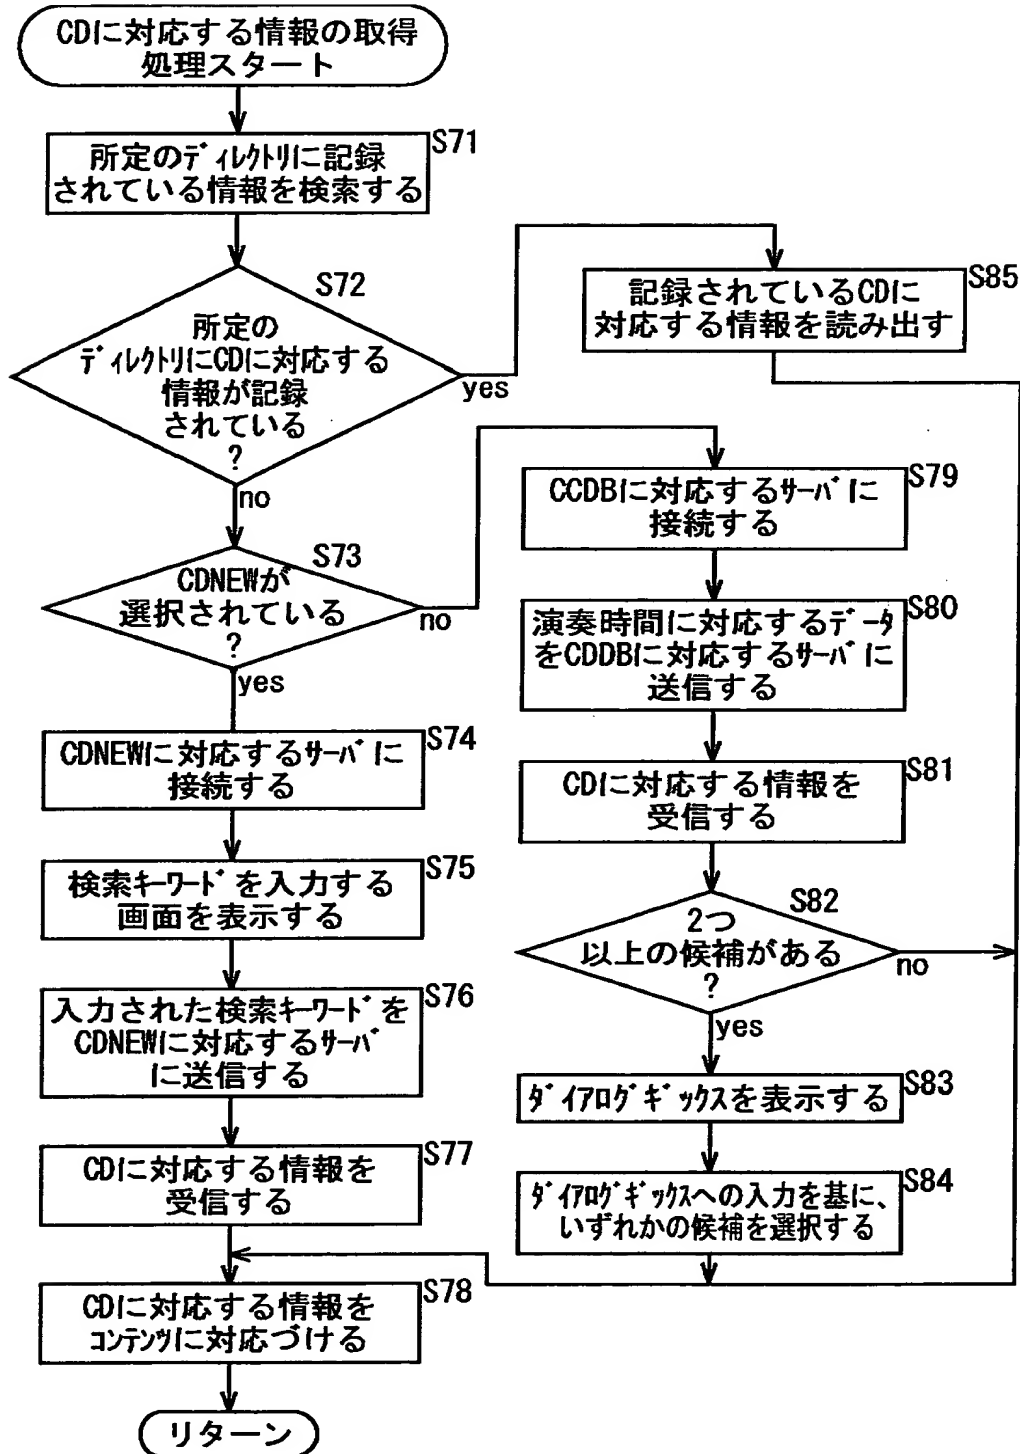 CDに対応する情報の取得
処理スタート
S71
所定のディレクトリに記録
されている情報を検索する
S72
所定の
ディレクトリにCDに対応する
情報が記録
されている
?
yes
no
S85
記録されているCDに
対応する情報を読み出す
S73
CDNEWが
選択されている
?
no
yes
S74
CDNEWに対応するサーバに
接続する
S75
検索キーワードを入力する
画面を表示する
S76
入力された検索キーワードを
CDNEWに対応するサーバ
に送信する
S77
CDに対応する情報を
受信する
S78
CDに対応する情報を
コンテンツに対応づける
リターン
S79
CCDBに対応するサーバに
接続する
S80
演奏時間に対応するデータ
をCDDBに対応するサーバに
送信する
S81
CDに対応する情報を
受信する
S82
2つ
以上の候補がある
?
no
yes
S83
ダイアログギックスを表示する
S84
ダイアログギックスへの入力を基に、
いずれかの候補を選択する